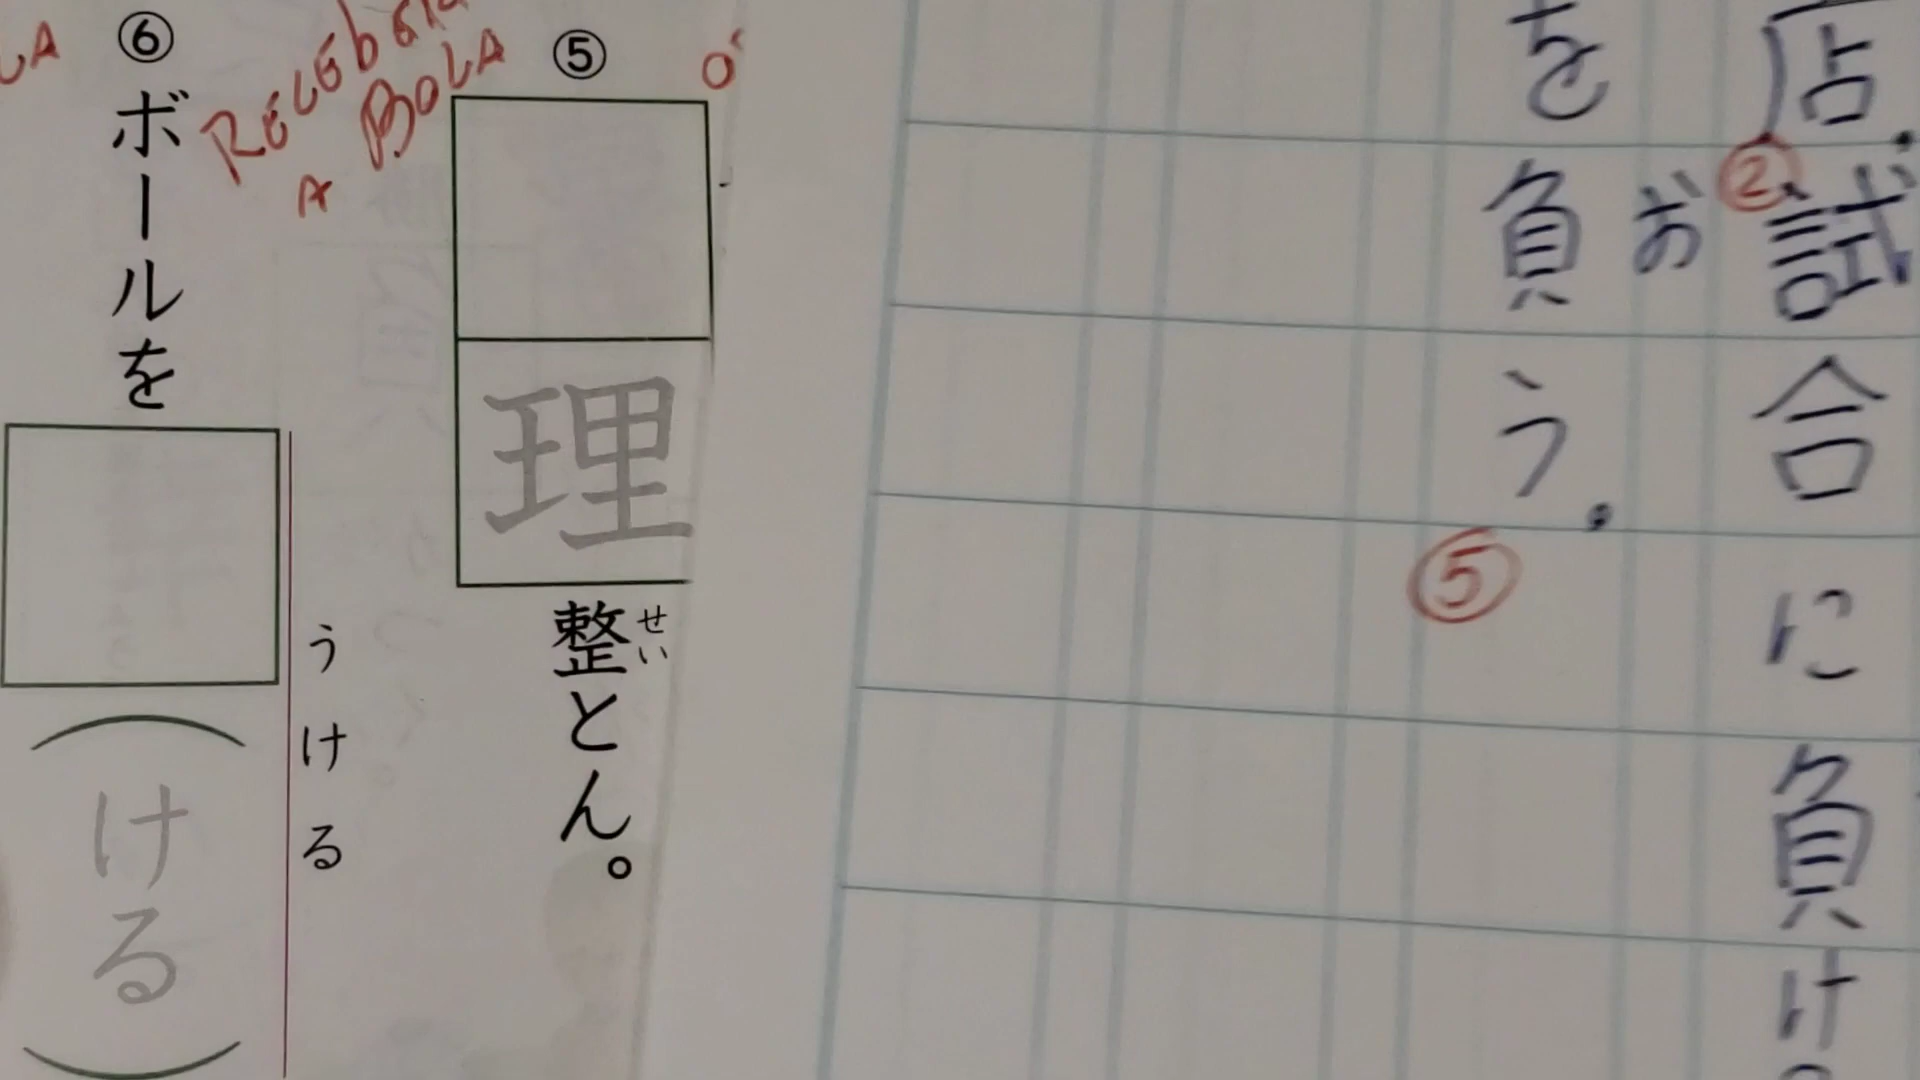 店.
②試合に負け
を負う.
お
⑤
⑤
理整とん。
せい
RECEBER
A BOLA
⑥
ボールを
うける
(ける)